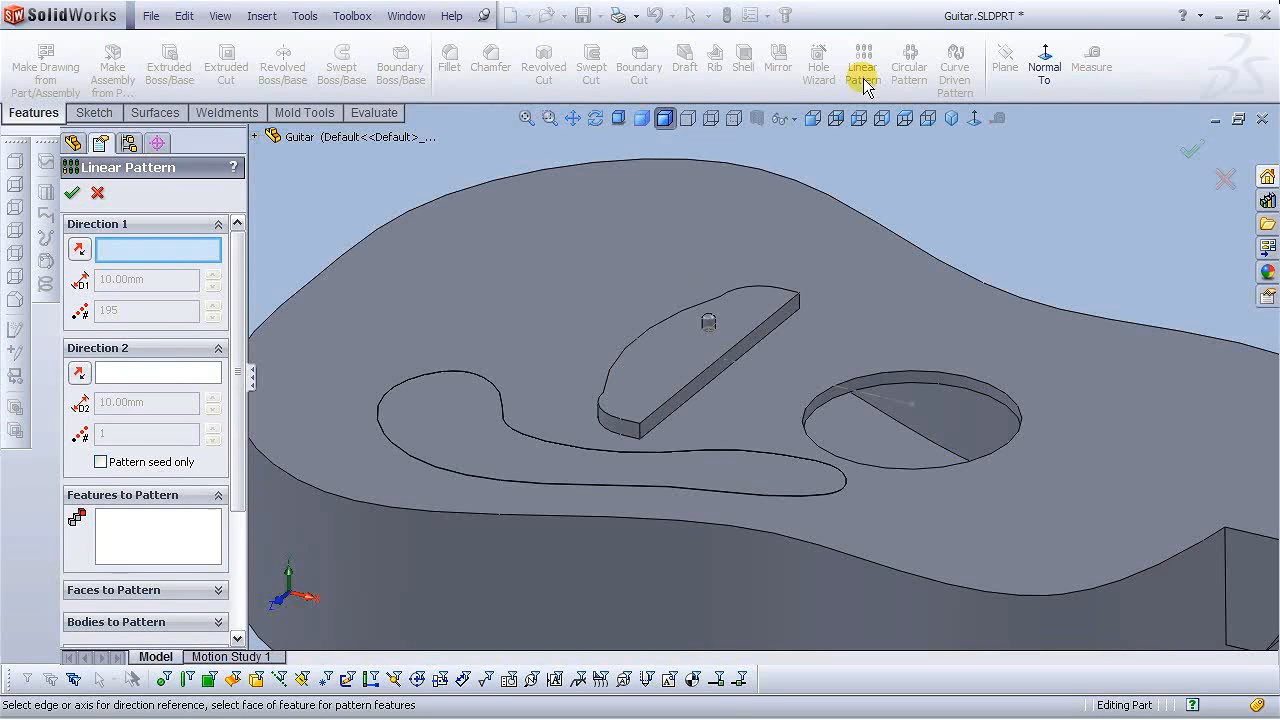 SolidWorks File Edit View Insert Tools Toolbox Window Help Guitar.SLDPRT * ?
Make Drawing from Part/Assembly
Make Assembly from P...
Extruded Boss/Base
Extruded Cut
Revolved Boss/Base
Swept Boss/Base
Boundary Boss/Base
Fillet
Chamfer
Revolved Cut
Swept Cut
Boundary Cut
Draft
Rib
Shell
Mirror
Hole Wizard
Linear Pattern
Circular Pattern
Curve Driven Pattern
Plane
Normal To
Measure
Features Sketch Surfaces Weldments Mold Tools Evaluate
Guitar (Default<<Default>_...
Linear Pattern ?
Direction 1
D1 10.00mm
# 195
Direction 2
D2 10.00mm
# 1
Pattern seed only
Features to Pattern
Faces to Pattern
Bodies to Pattern
Z X
Model Motion Study 1
Select edge or axis for direction reference, select face of feature for pattern features Editing Part ?